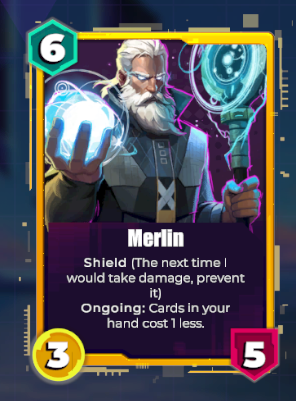 6
Merlin
Shield (The next time I
would take damage, prevent
it)
Ongoing: Cards in your
hand cost 1 less.
3
5